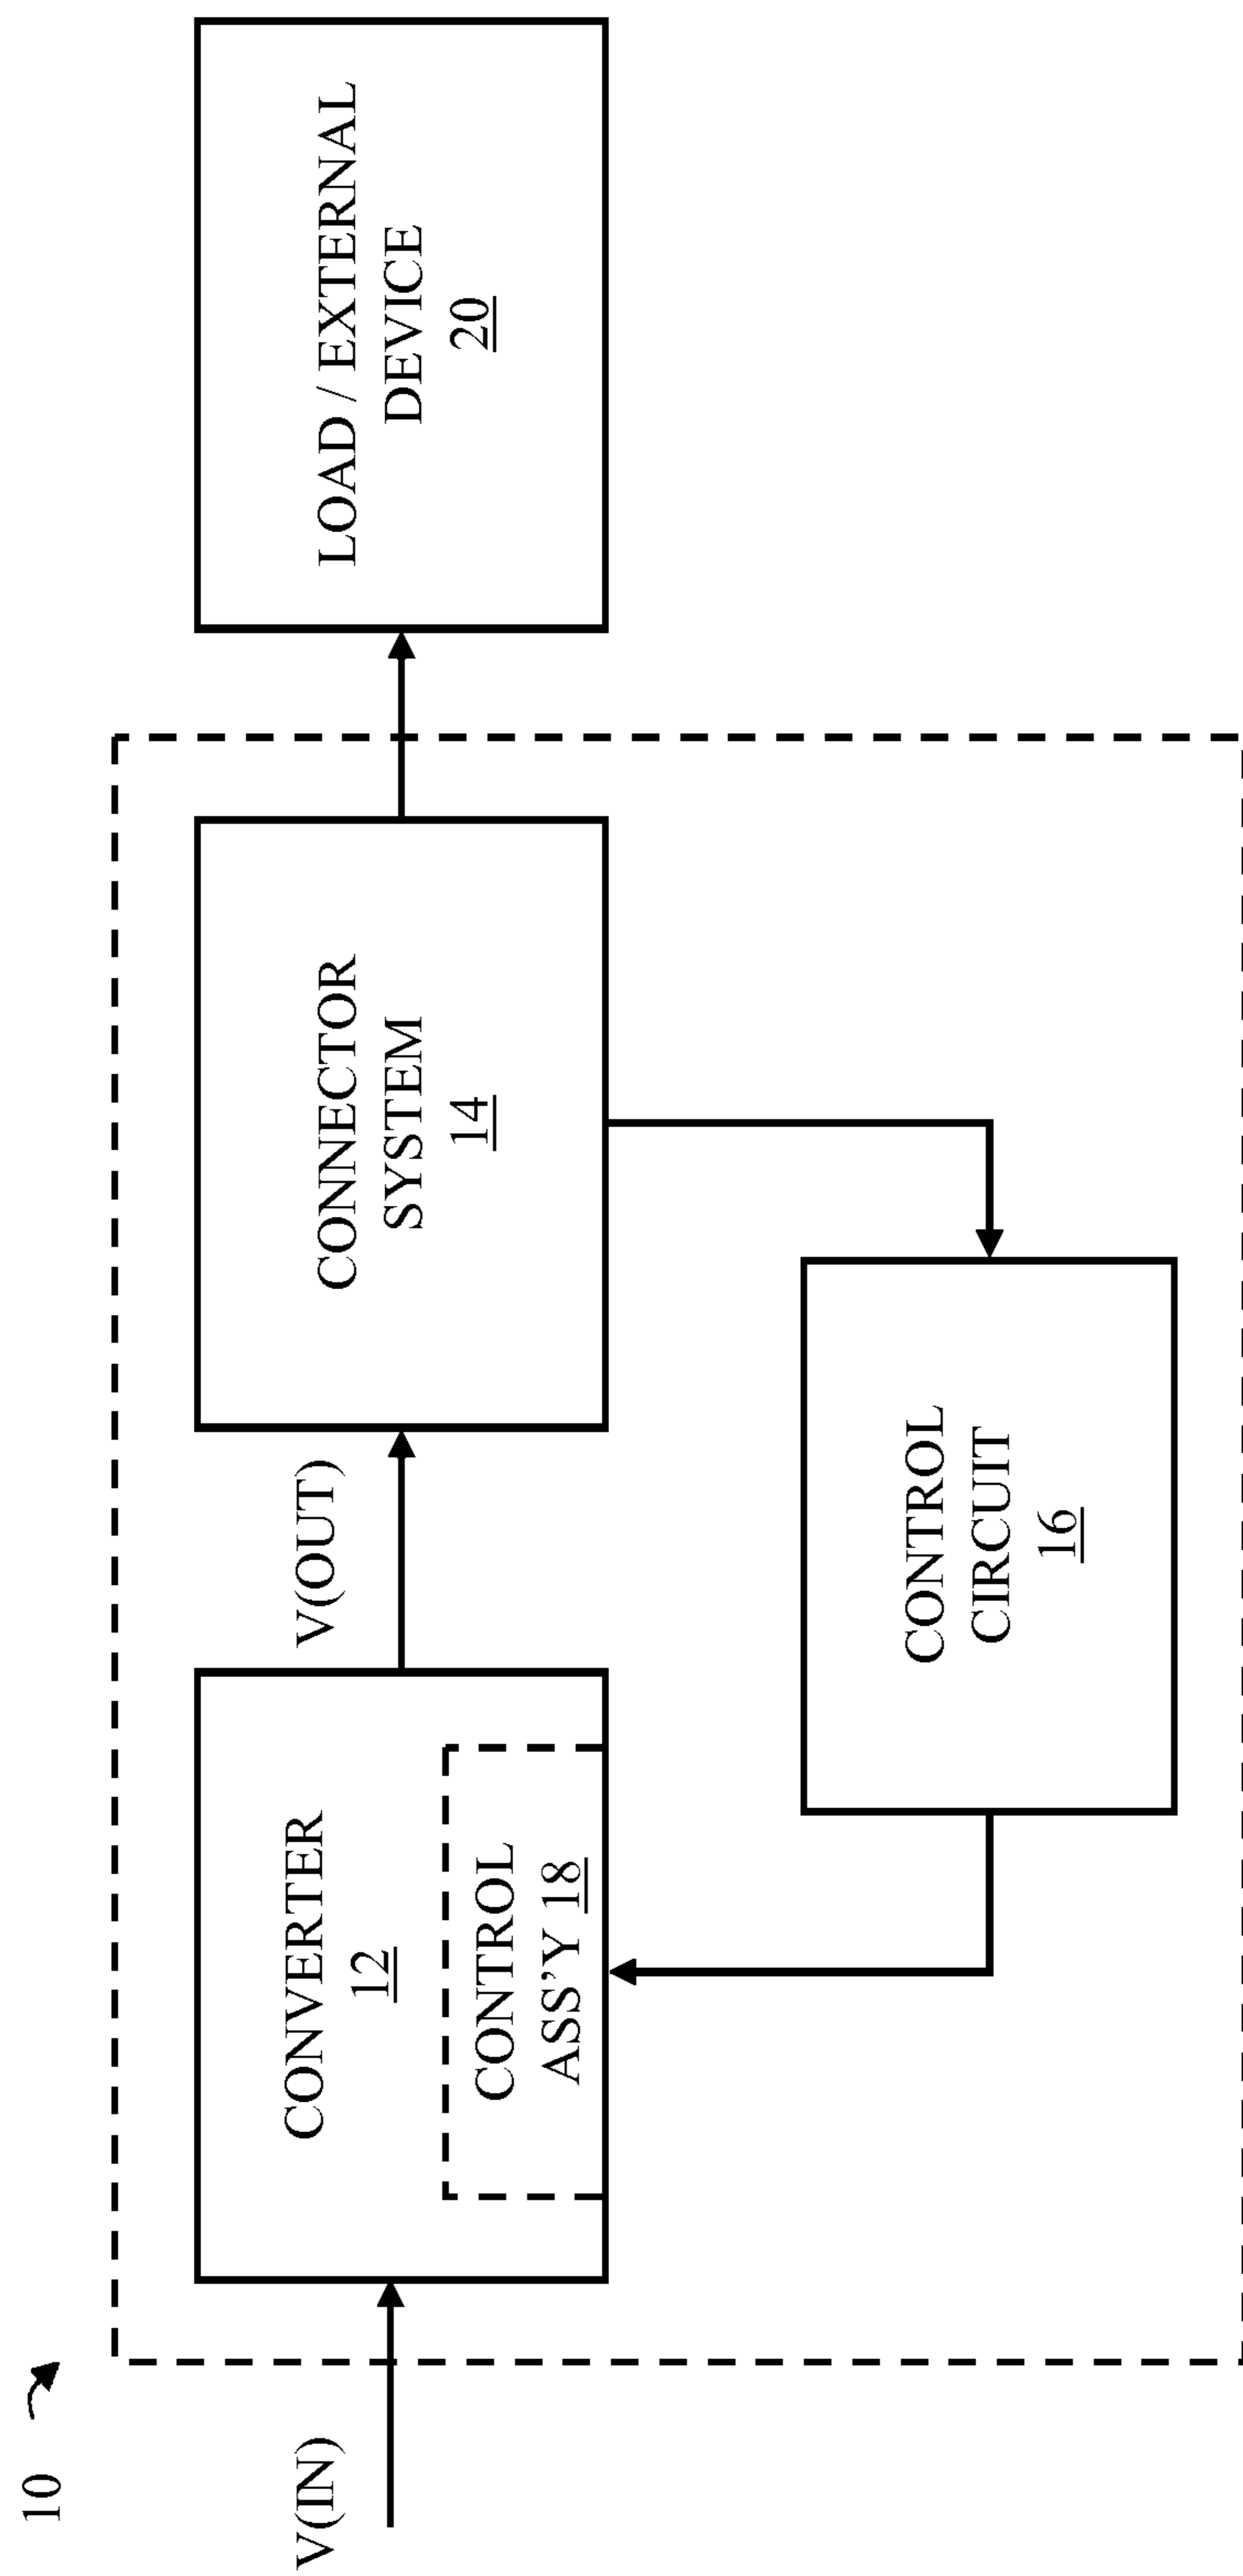 10
V(IN)
CONVERTER
12
CONTROL
ASS’Y 18
V(OUT)
CONNECTOR
SYSTEM
14
CONTROL
CIRCUIT
16
LOAD / EXTERNAL
DEVICE
20